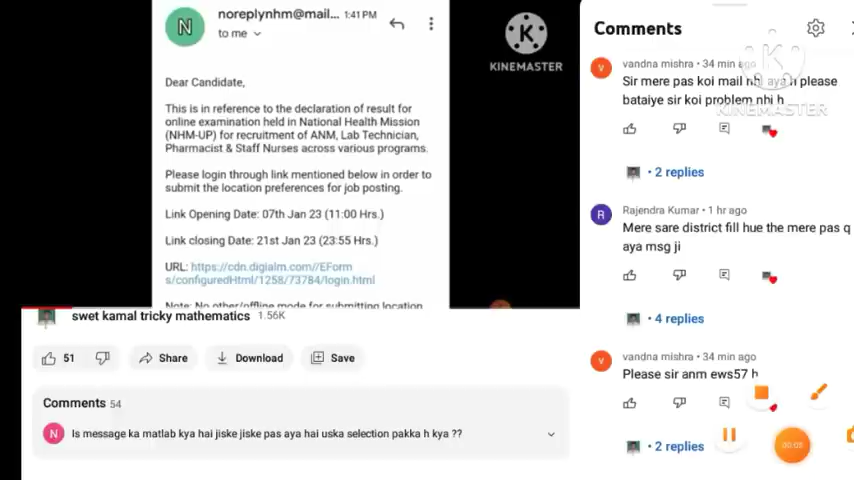 noreplynhm@mail... 1:41 PM
N
to me
KINEMASTER
Dear Candidate,
This is in reference to the declaration of result for
online examination held in National Health Mission
(NHM-UP) for recruitment of ANM, Lab Technician,
Pharmacist & Staff Nurses across various programs.
Please login through link mentioned below in order to
submit the location preferences for job posting.
Link Opening Date: 07th Jan 23 (11:00 Hrs.)
Link closing Date: 21st Jan 23 (23:55 Hrs.)
URL: https://cdn.digialm.com//EForm
s/configuredHtml/1258/73784/login.html
Note: No other/offline mode for submitting location
swet kamal tricky mathematics 1.56K
51 Share Download Save
Comments 54
N Is message ka matlab kya hai jiske jiske pas aya hai uska selection pakka h kya ??
Comments
v vandna mishra • 34 min ago
Sir mere pas koi mail nhi aya h please
bataiye sir koi problem nhi h
KINEMASTER
• 2 replies
R Rajendra Kumar • 1 hr ago
Mere sare district fill hue the mere pas q
aya msg ji
• 4 replies
v vandna mishra • 34 min ago
Please sir anm ews57 h
• 2 replies